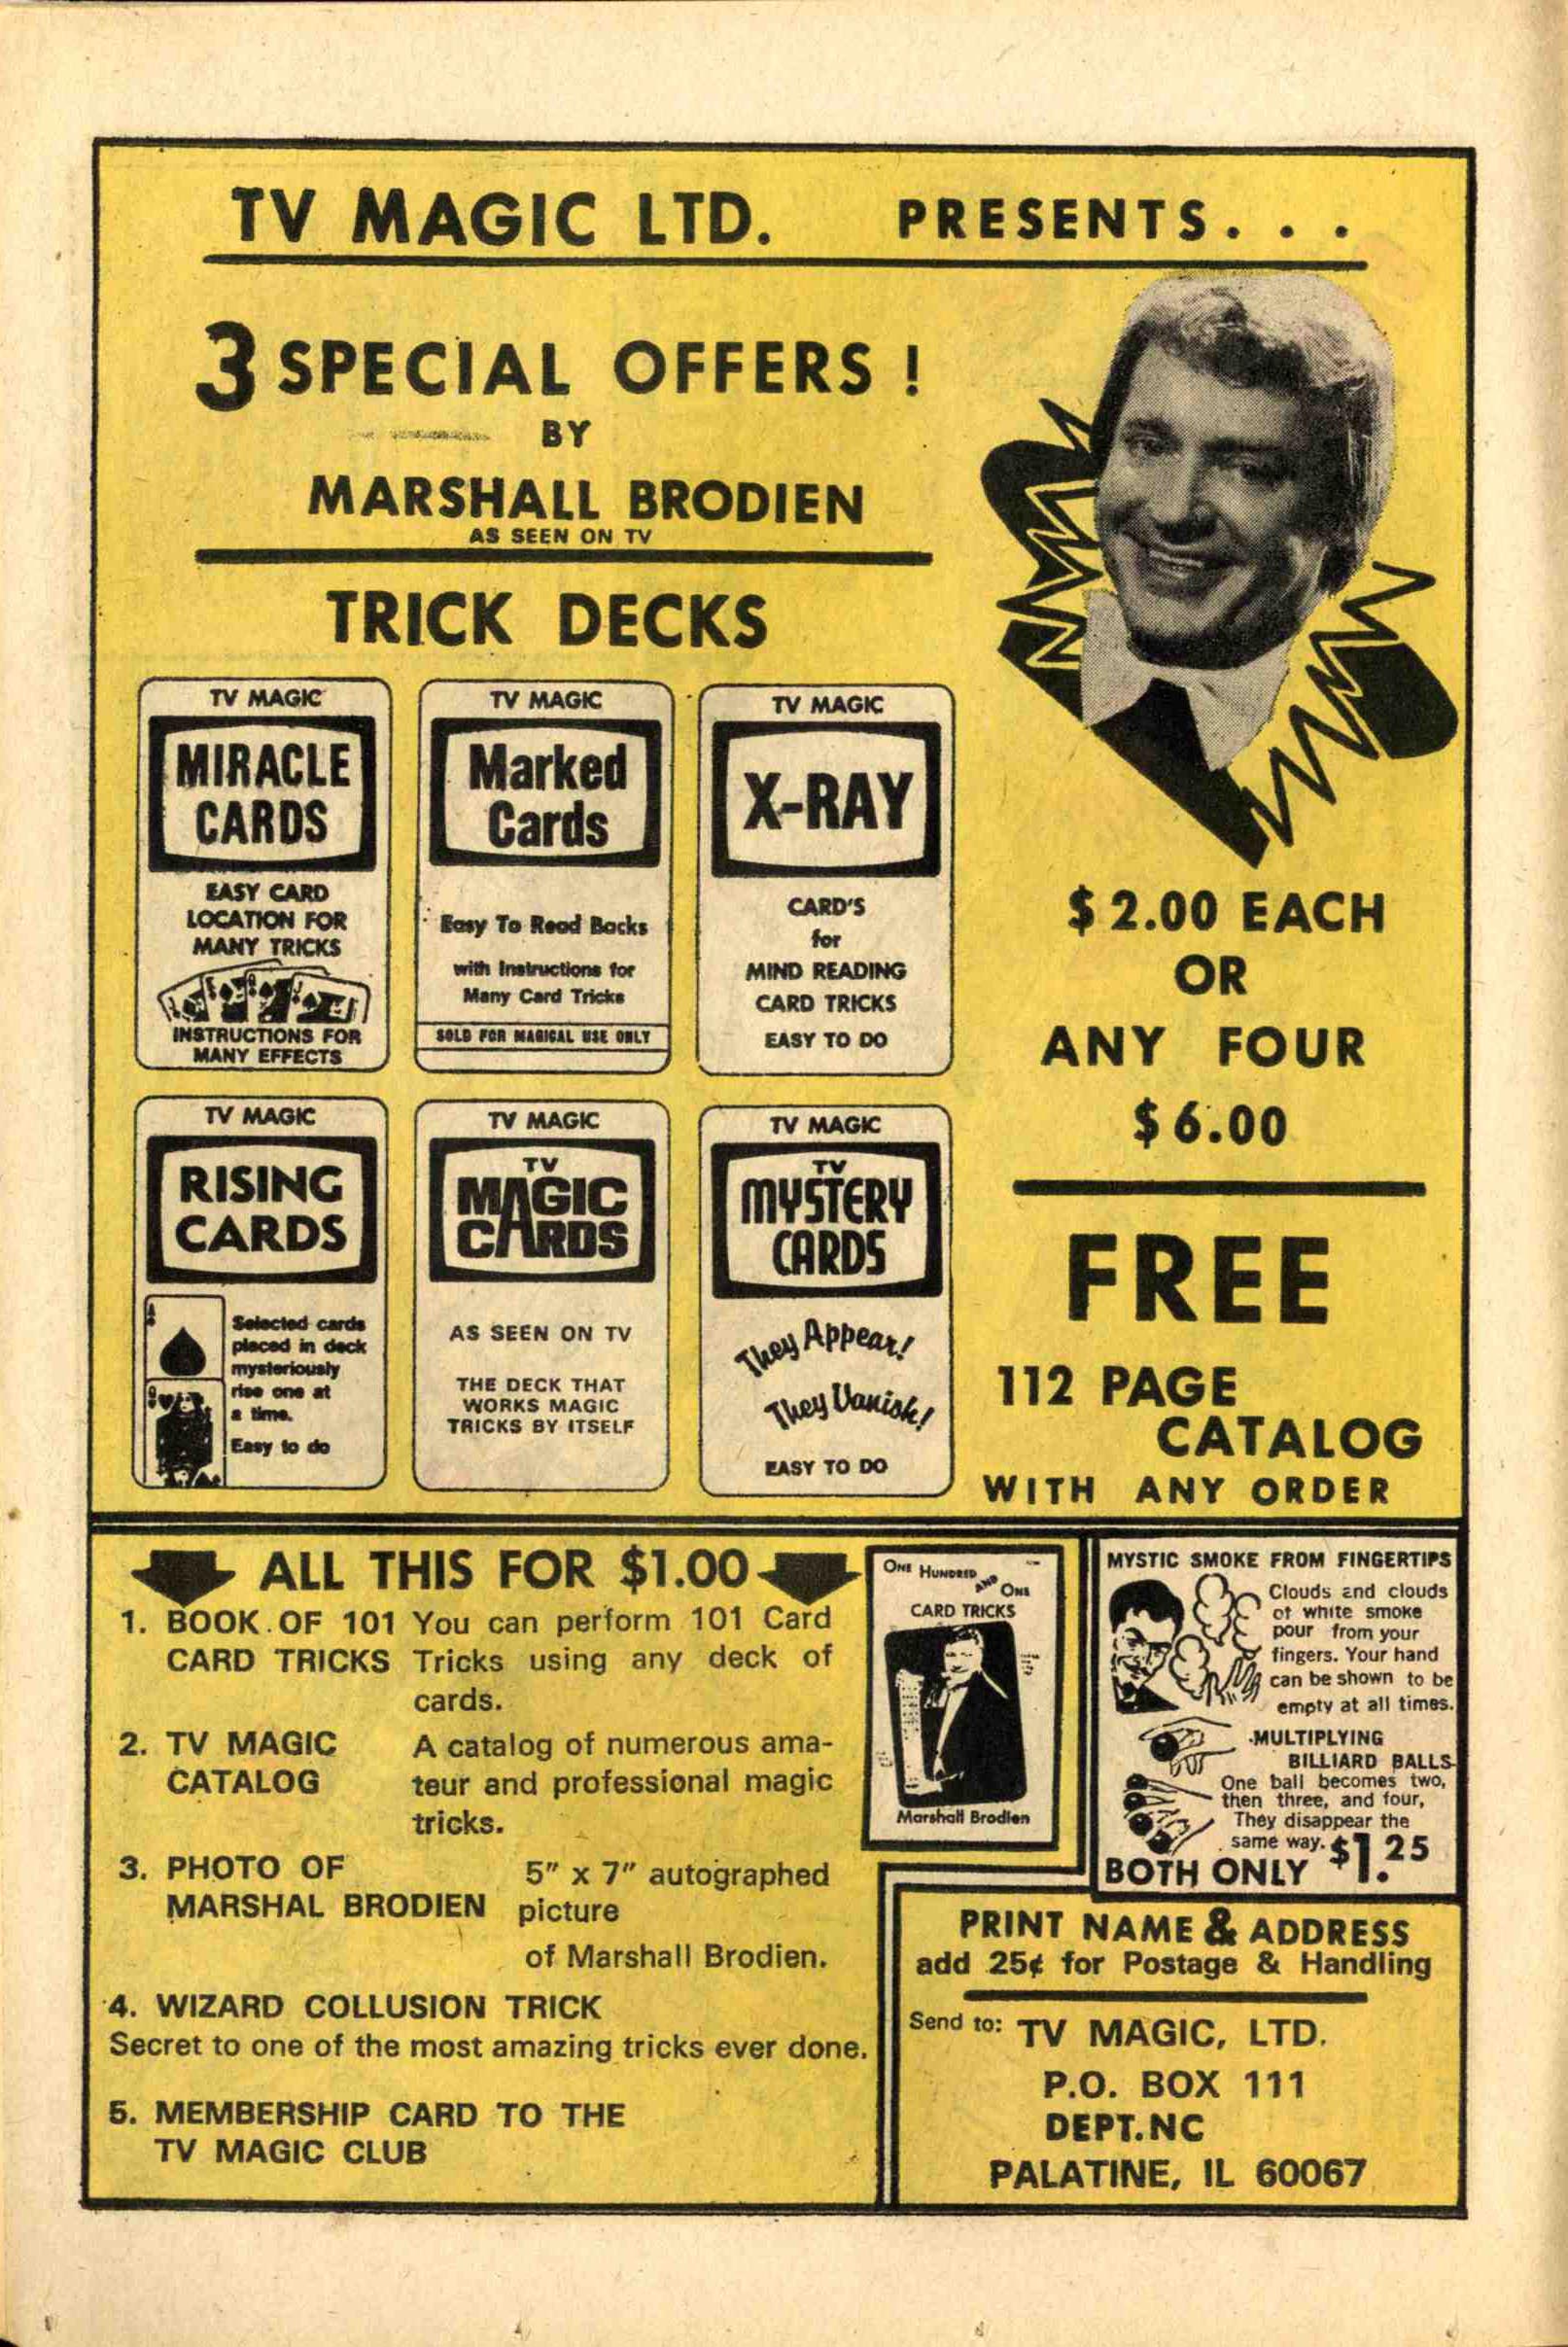 TV MAGIC LTD. PRESENTS...
3 SPECIAL OFFERS !
BY
MARSHALL BRODIEN
AS SEEN ON TV
TRICK DECKS
TV MAGIC
MIRACLE
CARDS
EASY CARD
LOCATION FOR
MANY TRICKS
INSTRUCTIONS FOR
MANY EFFECTS
TV MAGIC
Marked
Cards
Easy To Read Backs
with Instructions for
Many Card Tricks
SOLD FOR MAGICAL USE ONLY
TV MAGIC
X-RAY
CARD'S
for
MIND READING
CARD TRICKS
EASY TO DO
TV MAGIC
RISING
CARDS
Selected cards
placed in deck
mysteriously
rise one at
a time.
Easy to do
TV MAGIC
TV
MAGIC
CARDS
AS SEEN ON TV
THE DECK THAT
WORKS MAGIC
TRICKS BY ITSELF
TV MAGIC
TV
MYSTERY
CARDS
They Appear!
They Vanish!
EASY TO DO
$2.00 EACH
OR
ANY FOUR
$6.00
FREE
112 PAGE
CATALOG
WITH ANY ORDER
ALL THIS FOR $1.00
1. BOOK OF 101 You can perform 101 Card
CARD TRICKS Tricks using any deck of
cards.
2. TV MAGIC A catalog of numerous ama-
CATALOG teur and professional magic
tricks.
3. PHOTO OF 5" x 7" autographed
MARSHAL BRODIEN picture
of Marshall Brodien.
4. WIZARD COLLUSION TRICK
Secret to one of the most amazing tricks ever done.
5. MEMBERSHIP CARD TO THE
TV MAGIC CLUB
ONE HUNDRED
AND ONE
CARD TRICKS
Marshall Brodien
MYSTIC SMOKE FROM FINGERTIPS
Clouds and clouds
of white smoke
pour from your
fingers. Your hand
can be shown to be
empty at all times.
MULTIPLYING
BILLIARD BALLS
One ball becomes two,
then three, and four,
They disappear the
same way.
BOTH ONLY $1.25
PRINT NAME & ADDRESS
add 25¢ for Postage & Handling
Send to: TV MAGIC, LTD.
P.O. BOX 111
DEPT. NC
PALATINE, IL 60067